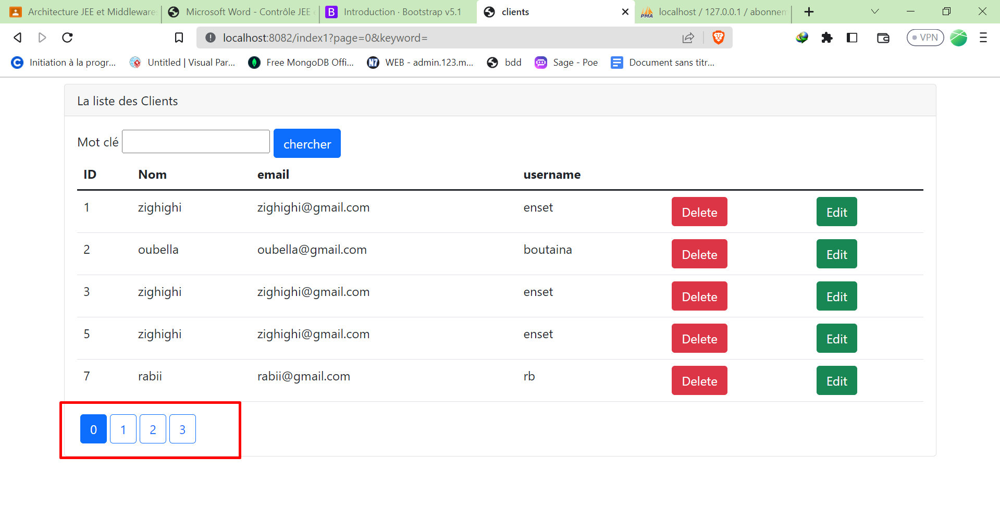 Architecture JEE et Middlewares
Microsoft Word - Contrôle JEE e
Introduction · Bootstrap v5.1
clients
localhost / 127.0.0.1 / abonnem
localhost:8082/index1?page=0&keyword=
VPN
Initiation à la progr...
Untitled | Visual Par...
Free MongoDB Offi...
WEB - admin.123.m...
bdd
Sage - Poe
Document sans titr...
La liste des Clients
Mot clé chercher
ID Nom email username
1 zighighi zighighi@gmail.com enset Delete Edit
2 oubella oubella@gmail.com boutaina Delete Edit
3 zighighi zighighi@gmail.com enset Delete Edit
5 zighighi zighighi@gmail.com enset Delete Edit
7 rabii rabii@gmail.com rb Delete Edit
0 1 2 3